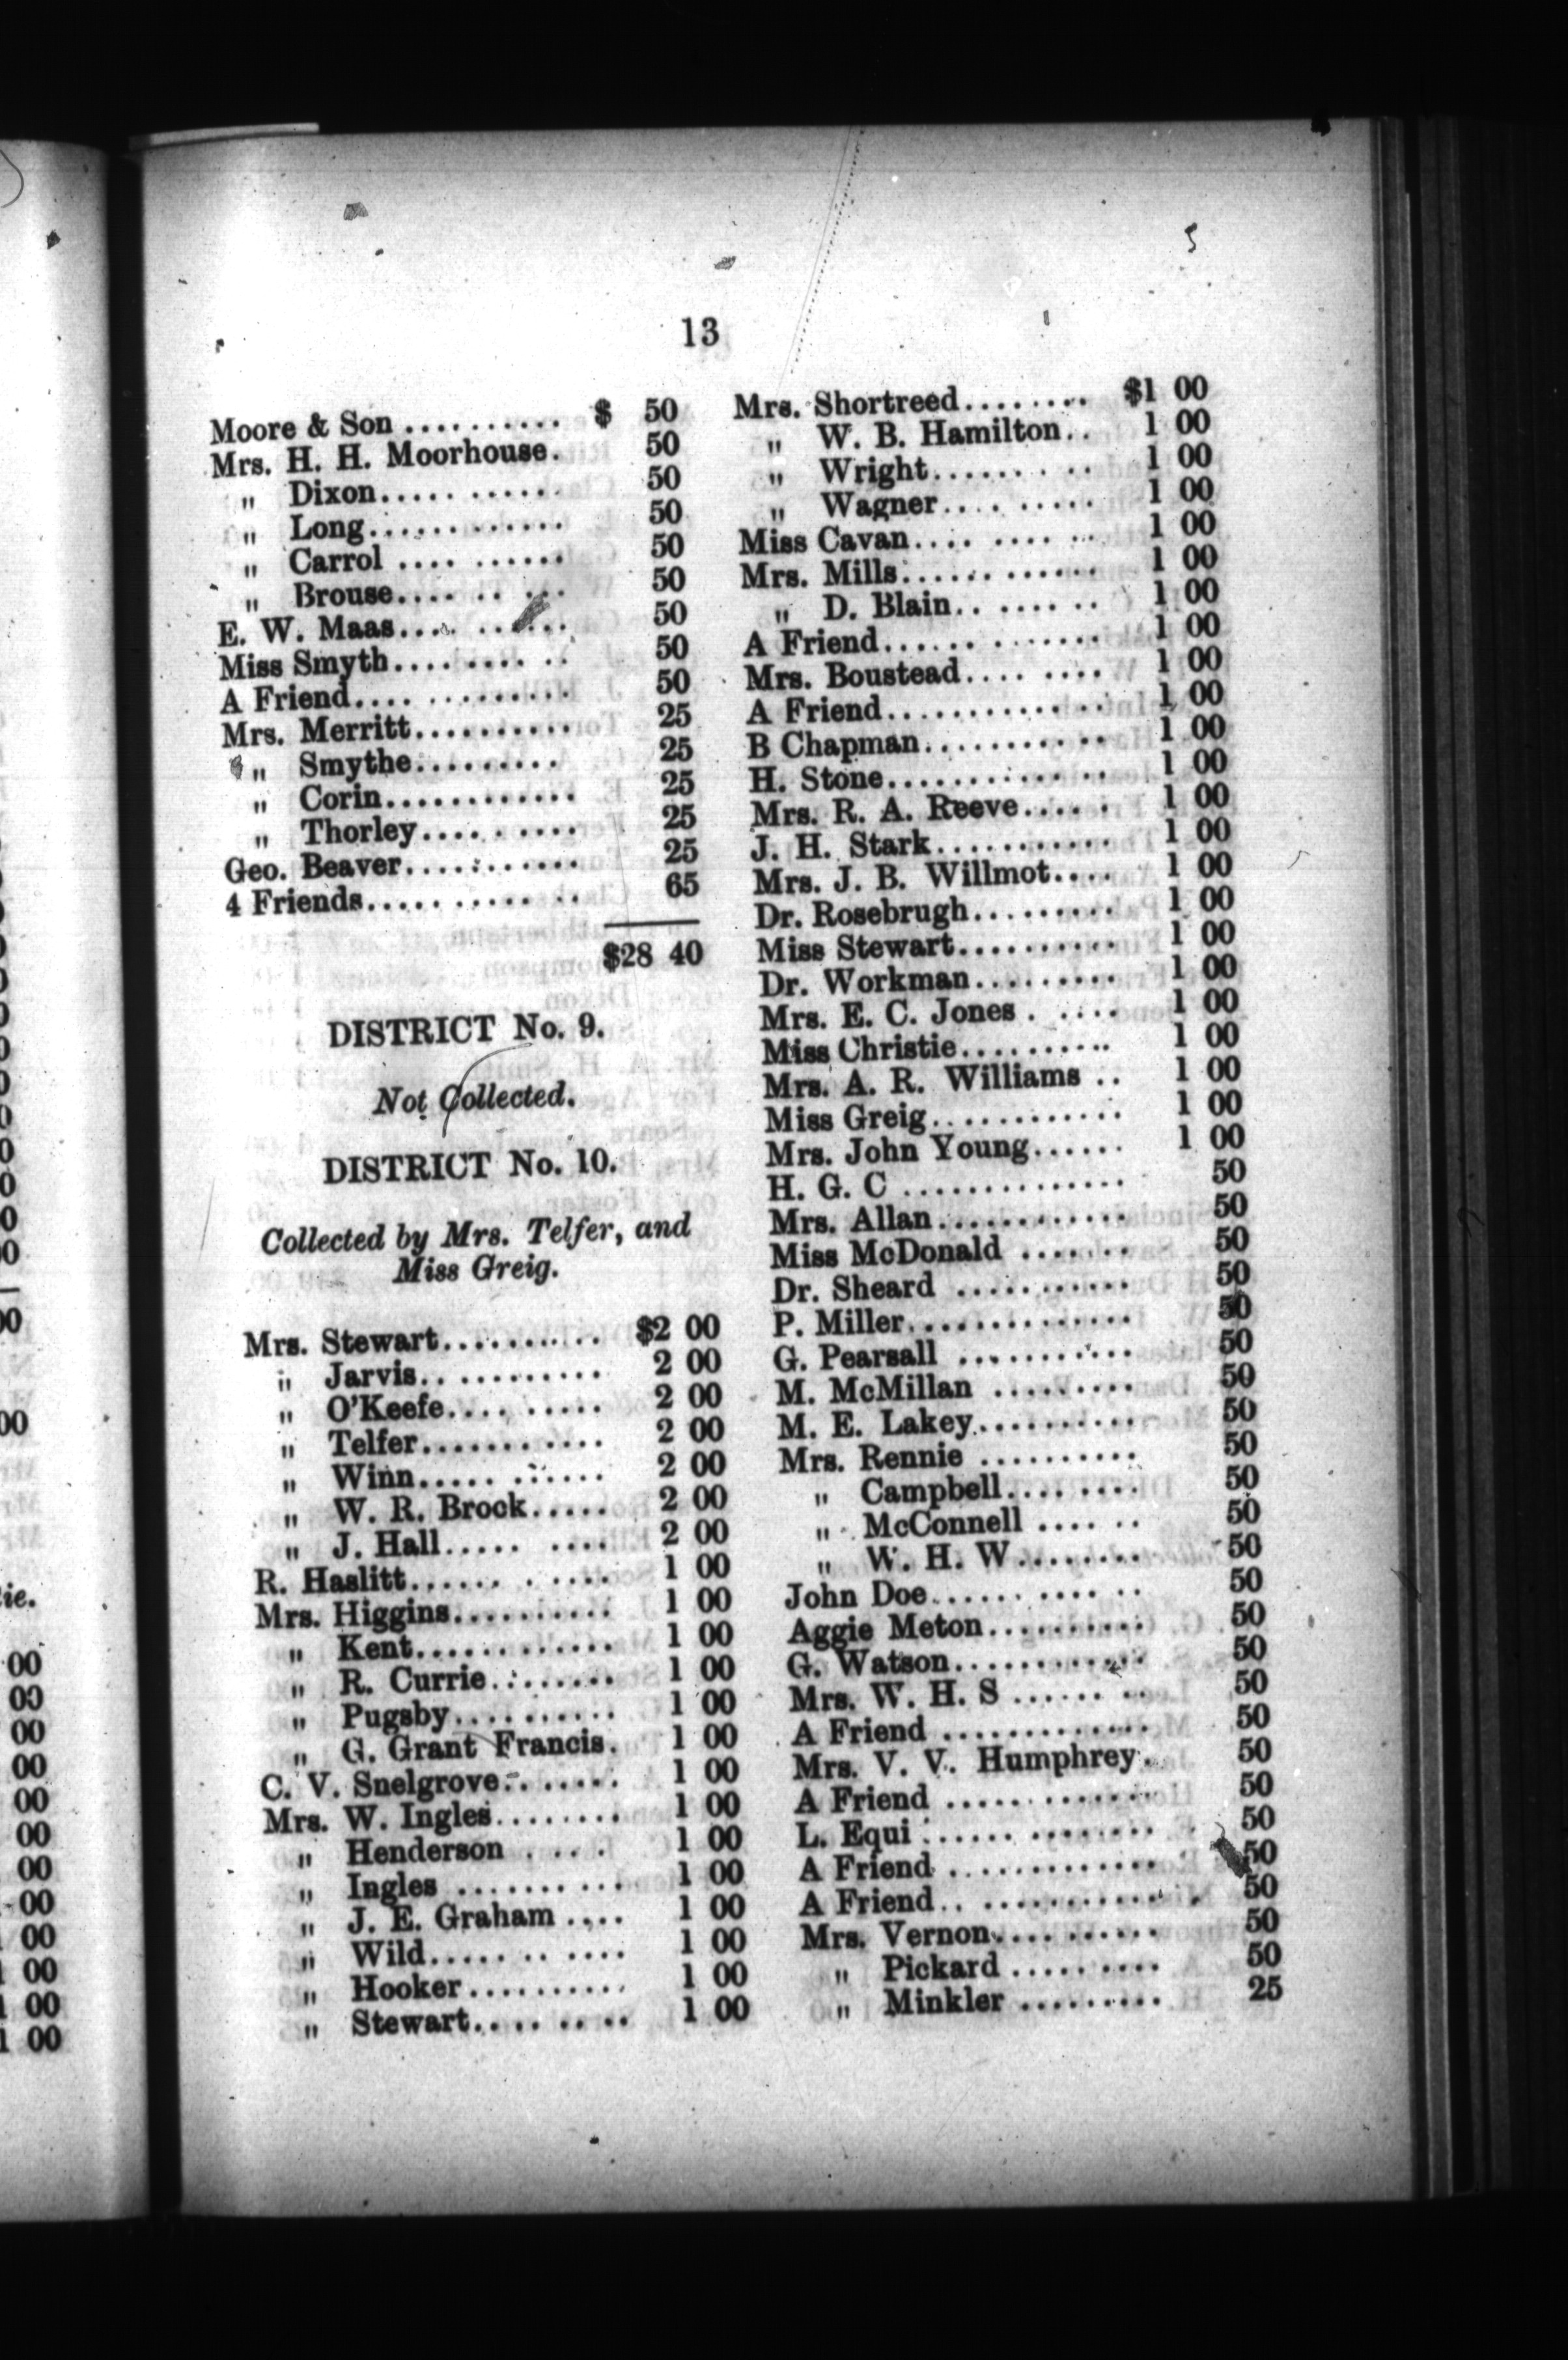 13
Moore & Son .......... $ 50
Mrs. H. H. Moorhouse. 50
" Dixon........... 50
" Long............ 50
" Carrol .......... 50
" Brouse.......... 50
E. W. Maas.......... 50
Miss Smyth.......... 50
A Friend............. 50
Mrs. Merritt.......... 25
" Smythe......... 25
" Corin............ 25
" Thorley.......... 25
Geo. Beaver........... 25
4 Friends............. 65
$28 40
DISTRICT No. 9.
Not Collected.
DISTRICT No. 10.
Collected by Mrs. Telfer, and
Miss Greig.
Mrs. Stewart.......... $2 00
" Jarvis............ 2 00
" O'Keefe......... 2 00
" Telfer........... 2 00
" Winn........... 2 00
" W. R. Brock..... 2 00
" J. Hall......... 2 00
R. Haslitt........... 1 00
Mrs. Higgins.......... 1 00
" Kent............ 1 00
" R. Currie........ 1 00
" Pugsby.......... 1 00
" G. Grant Francis. 1 00
C. V. Snelgrove....... 1 00
Mrs. W. Ingles........ 1 00
" Henderson .... 1 00
" Ingles .......... 1 00
" J. E. Graham .... 1 00
" Wild........... 1 00
" Hooker.......... 1 00
" Stewart......... 1 00
Mrs. Shortreed........ $1 00
" W. B. Hamilton.. 1 00
" Wright......... 1 00
" Wagner......... 1 00
Miss Cavan.......... 1 00
Mrs. Mills............ 1 00
" D. Blain........ 1 00
A Friend............. 1 00
Mrs. Boustead........ 1 00
A Friend............. 1 00
B Chapman........... 1 00
H. Stone............. 1 00
Mrs. R. A. Reeve..... 1 00
J. H. Stark........... 1 00
Mrs. J. B. Willmot.... 1 00
Dr. Rosebrugh......... 1 00
Miss Stewart.......... 1 00
Dr. Workman......... 1 00
Mrs. E. C. Jones ..... 1 00
Miss Christie.......... 1 00
Mrs. A. R. Williams .. 1 00
Miss Greig............ 1 00
Mrs. John Young...... 1 00
H. G. C .............. 50
Mrs. Allan............ 50
Miss McDonald ....... 50
Dr. Sheard ........... 50
P. Miller.............. 50
G. Pearsall ........... 50
M. McMillan ......... 50
M. E. Lakey.......... 50
Mrs. Rennie .......... 50
" Campbell........ 50
" McConnell ...... 50
" W. H. W........ 50
John Doe............ 50
Aggie Meton.......... 50
G. Watson............ 50
Mrs. W. H. S ........ 50
A Friend ............. 50
Mrs. V. V. Humphrey. 50
A Friend ............. 50
L. Equi .............. 50
A Friend ............. 50
A Friend.............. 50
Mrs. Vernon.......... 50
" Pickard ......... 50
" Minkler ......... 25